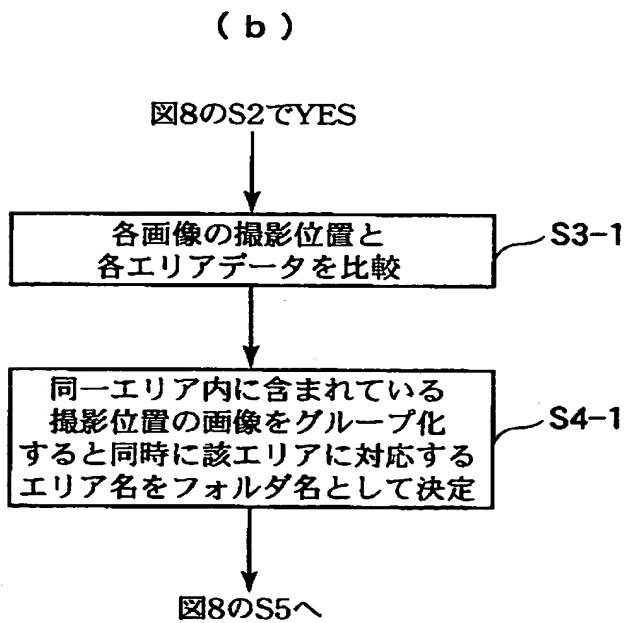 ( b )
図8のS2でYES
各画像の撮影位置と
各エリアデータを比較
S3-1
同一エリア内に含まれている
撮影位置の画像をグループ化
すると同時に該エリアに対応する
エリア名をフォルダ名として決定
S4-1
図8のS5へ